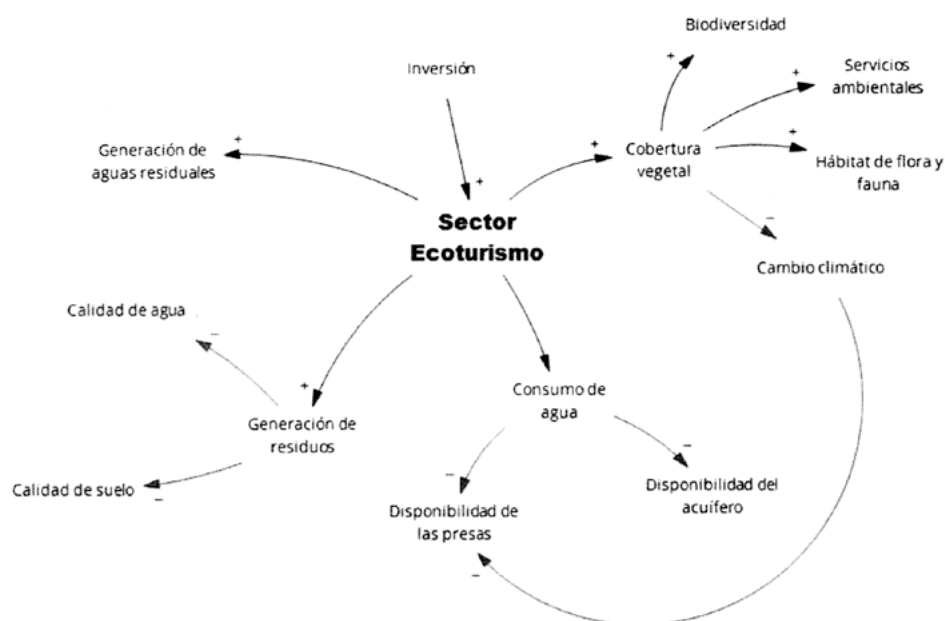 Biodiversidad
+
Inversión
Servicios
ambientales
+
+
Generación de
aguas residuales
+
Cobertura
vegetal
+
Hábitat de flora y
fauna
+
Sector
Ecoturismo
–
Cambio climático
Calidad de agua
–
+
Generación de
residuos
Consumo de
agua
Calidad de suelo
–
–
Disponibilidad de
las presas
–
Disponibilidad del
acuífero
–